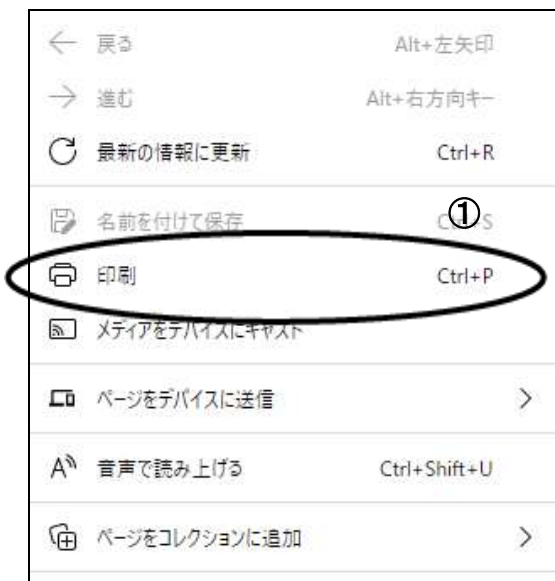 戻る Alt+左矢印
進む Alt+右方向キー
最新の情報に更新 Ctrl+R
①
名前を付けて保存 Ctrl+S
印刷 Ctrl+P
メディアをデバイスにキャスト
ページをデバイスに送信
音声で読み上げる Ctrl+Shift+U
ページをコレクションに追加